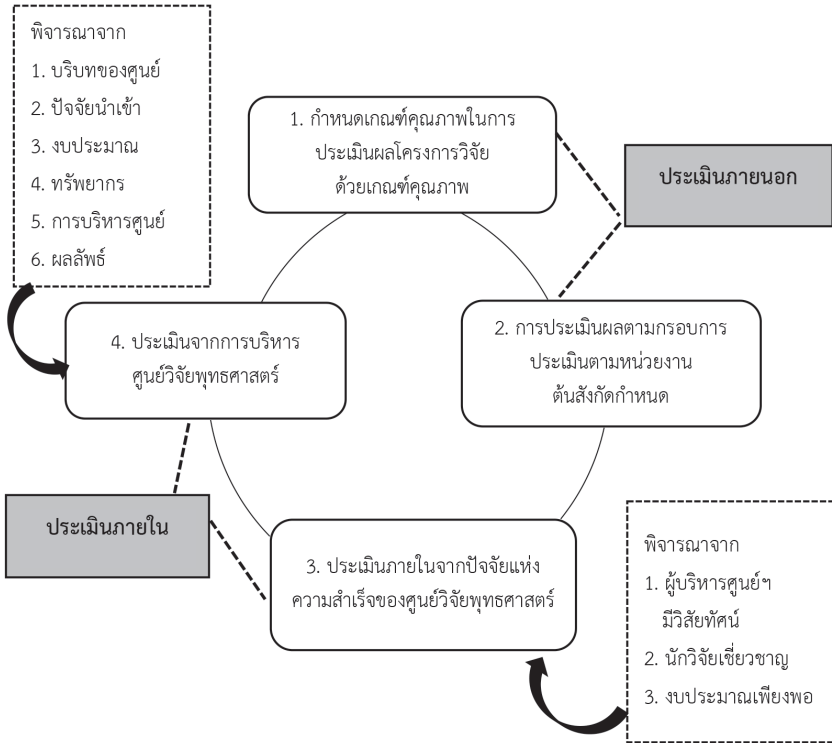 พิจารณาจาก
1. บริบทของศูนย์
2. ปัจจัยนำเข้า
3. งบประมาณ
4. ทรัพยากร
5. การบริหารศูนย์
6. ผลลัพธ์
1. กำหนดเกณฑ์คุณภาพในการ
ประเมินผลโครงการวิจัย
ด้วยเกณฑ์คุณภาพ
ประเมินภายนอก
2. การประเมินผลตามกรอบการ
ประเมินตามหน่วยงาน
ต้นสังกัดกำหนด
4. ประเมินจากการบริหาร
ศูนย์วิจัยพุทธศาสตร์
ประเมินภายใน
3. ประเมินภายในจากปัจจัยแห่ง
ความสำเร็จของศูนย์วิจัยพุทธศาสตร์
พิจารณาจาก
1. ผู้บริหารศูนย์ฯ
มีวิสัยทัศน์
2. นักวิจัยเชี่ยวชาญ
3. งบประมาณเพียงพอ